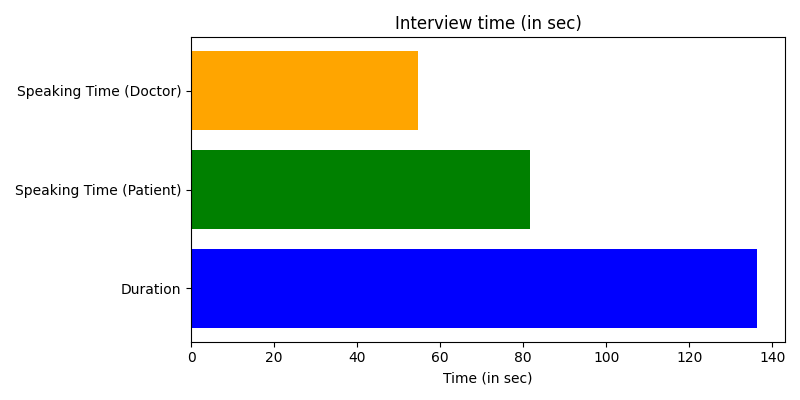 Interview time (in sec)
Speaking Time (Doctor)
Speaking Time (Patient)
Duration
0 20 40 60 80 100 120 140
Time (in sec)